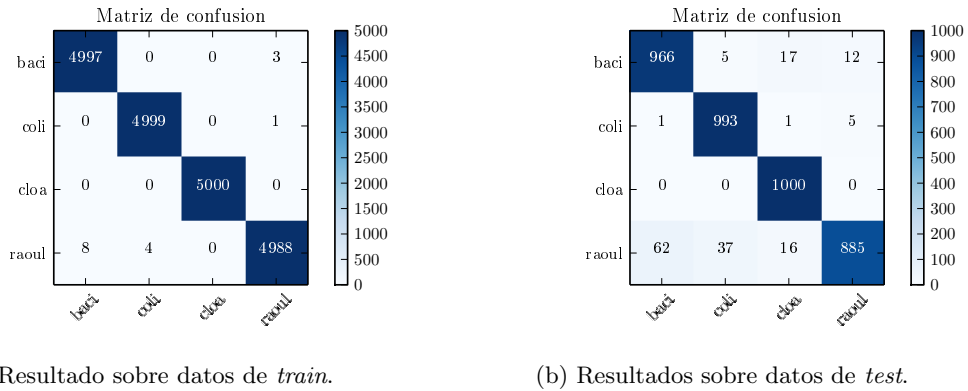 Matriz de confusion
baci 4997 0 0 3
coli 0 4999 0 1
cloa 0 0 5000 0
raoul 8 4 0 4988
baci coli cloa raoul
5000
4500
4000
3500
3000
2500
2000
1500
1000
500
0
Resultado sobre datos de train.
Matriz de confusion
baci 966 5 17 12
coli 1 993 1 5
cloa 0 0 1000 0
raoul 62 37 16 885
baci coli cloa raoul
1000
900
800
700
600
500
400
300
200
100
0
(b) Resultados sobre datos de test.